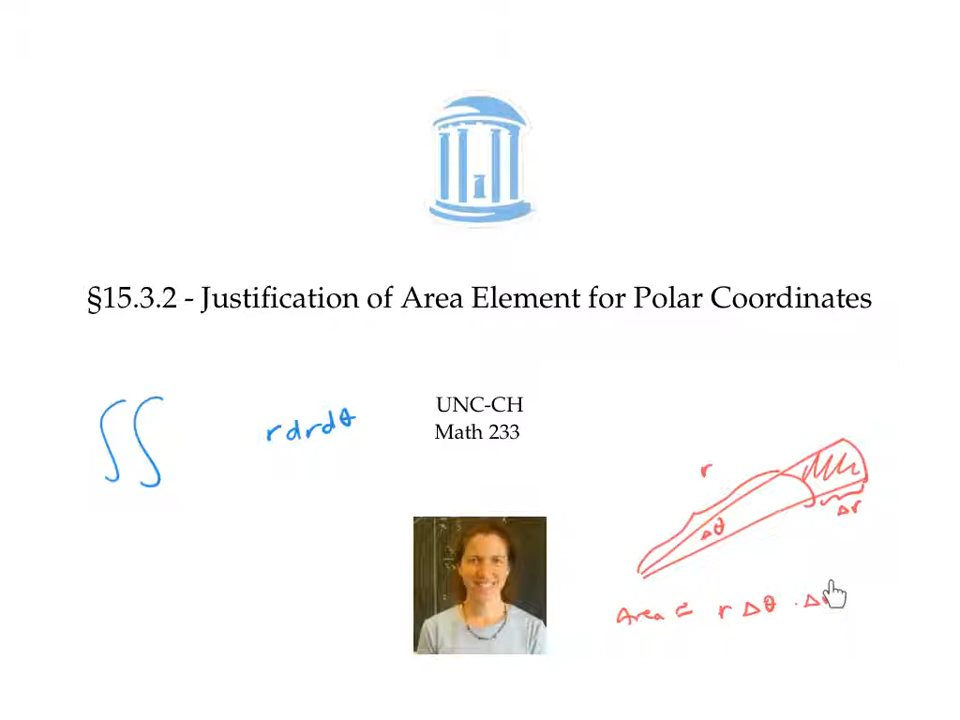 §15.3.2 - Justification of Area Element for Polar Coordinates
∬ r dr dθ
UNC-CH
Math 233
r
Δθ
Δr
Area ≈ r Δθ · Δ